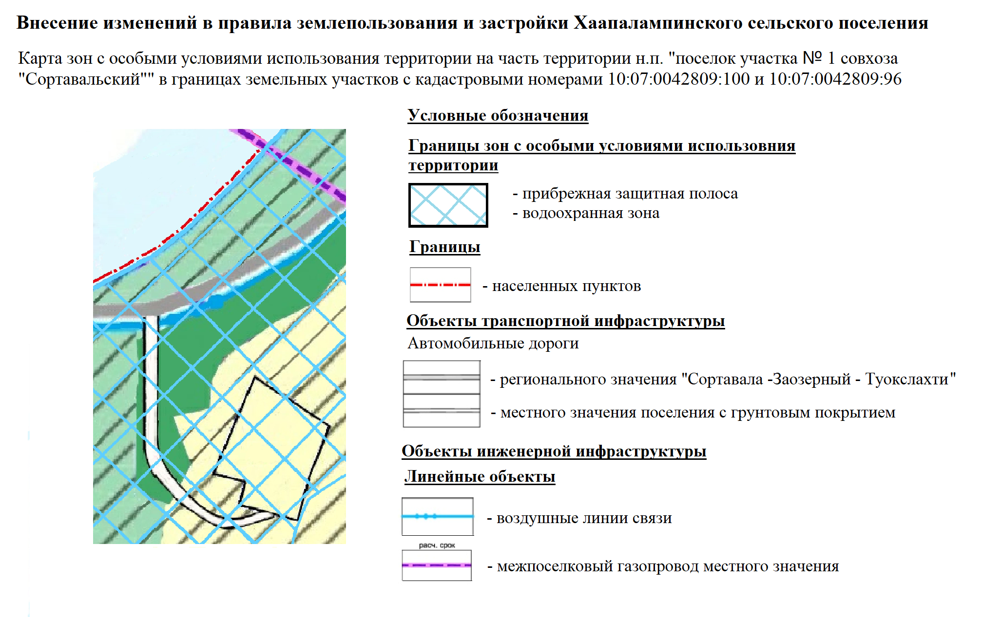 Внесение изменений в правила землепользования и застройки Хаапалампинского сельского поселения
Карта зон с особыми условиями использования территории на часть территории н.п. "поселок участка № 1 совхоза
"Сортавальский"" в границах земельных участков с кадастровыми номерами 10:07:0042809:100 и 10:07:0042809:96
Условные обозначения
Границы зон с особыми условиями использовния
территории
- прибрежная защитная полоса
- водоохранная зона
Границы
- населенных пунктов
Объекты транспортной инфраструктуры
Автомобильные дороги
- регионального значения "Сортавала -Заозерный - Туокслахти"
- местного значения поселения с грунтовым покрытием
Объекты инженерной инфраструктуры
Линейные объекты
- воздушные линии связи
расч. срок
- межпоселковый газопровод местного значения